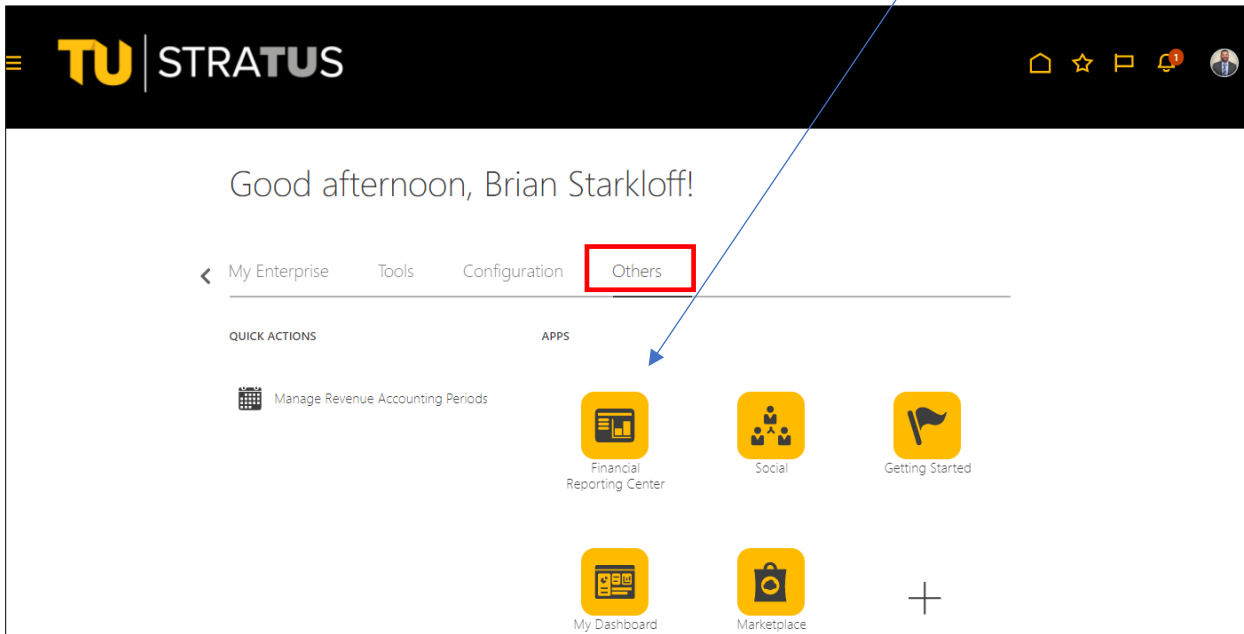 TU STRATUS
1
Good afternoon, Brian Starkloff!
My Enterprise Tools Configuration Others
QUICK ACTIONS APPS
Manage Revenue Accounting Periods
Financial
Reporting Center
Social
Getting Started
My Dashboard
Marketplace